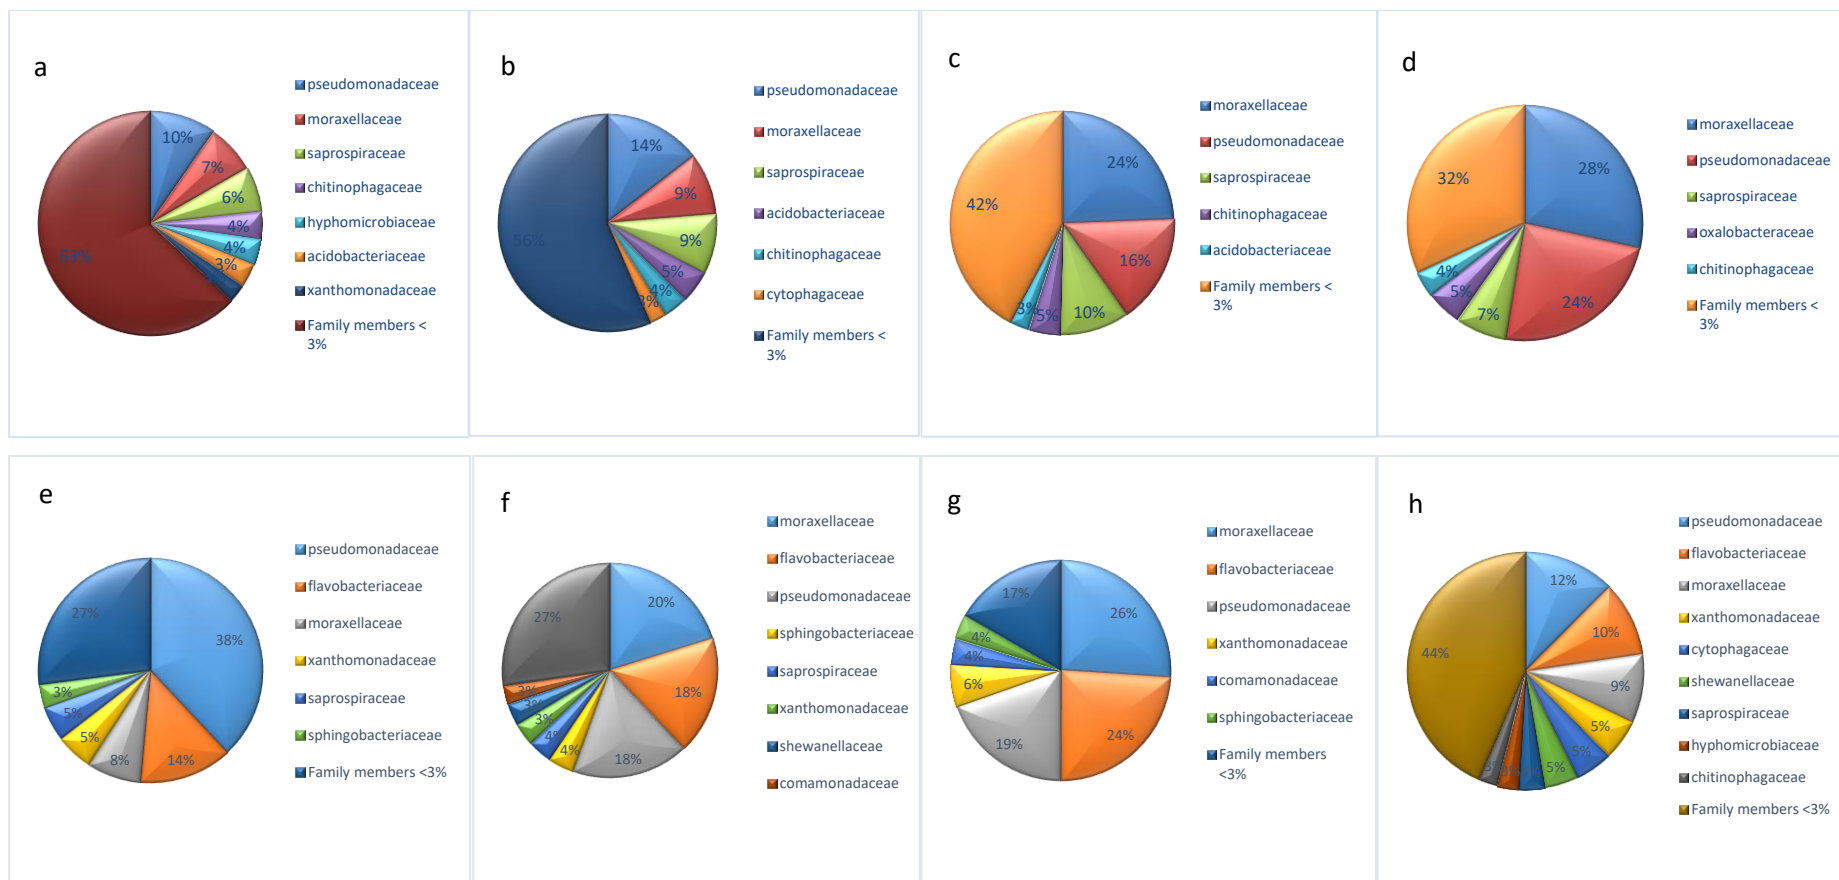 a
pseudomonadaceae
moraxellaceae
saprospiraceae
chitinophagaceae
hyphomicrobiaceae
acidobacteriaceae
xanthomonadaceae
Family members <
3%
10%
7%
6%
4%
4%
3%
63%
b
pseudomonadaceae
moraxellaceae
saprospiraceae
acidobacteriaceae
chitinophagaceae
cytophagaceae
Family members <
3%
14%
9%
9%
5%
4%
3%
56%
c
moraxellaceae
pseudomonadaceae
saprospiraceae
chitinophagaceae
acidobacteriaceae
Family members <
3%
24%
16%
10%
5%
3%
42%
d
moraxellaceae
pseudomonadaceae
saprospiraceae
oxalobacteraceae
chitinophagaceae
Family members <
3%
28%
24%
7%
5%
4%
32%
e
pseudomonadaceae
flavobacteriaceae
moraxellaceae
xanthomonadaceae
saprospiraceae
sphingobacteriaceae
Family members <3%
38%
14%
8%
5%
5%
3%
27%
f
moraxellaceae
flavobacteriaceae
pseudomonadaceae
sphingobacteriaceae
saprospiraceae
xanthomonadaceae
shewanellaceae
comamonadaceae
20%
18%
18%
4%
4%
3%
3%
3%
27%
g
moraxellaceae
flavobacteriaceae
pseudomonadaceae
xanthomonadaceae
comamonadaceae
sphingobacteriaceae
Family members
<3%
26%
24%
19%
6%
4%
4%
17%
h
pseudomonadaceae
flavobacteriaceae
moraxellaceae
xanthomonadaceae
cytophagaceae
shewanellaceae
saprospiraceae
hyphomicrobiaceae
chitinophagaceae
Family members <3%
12%
10%
9%
5%
5%
5%
3%
3%
44%